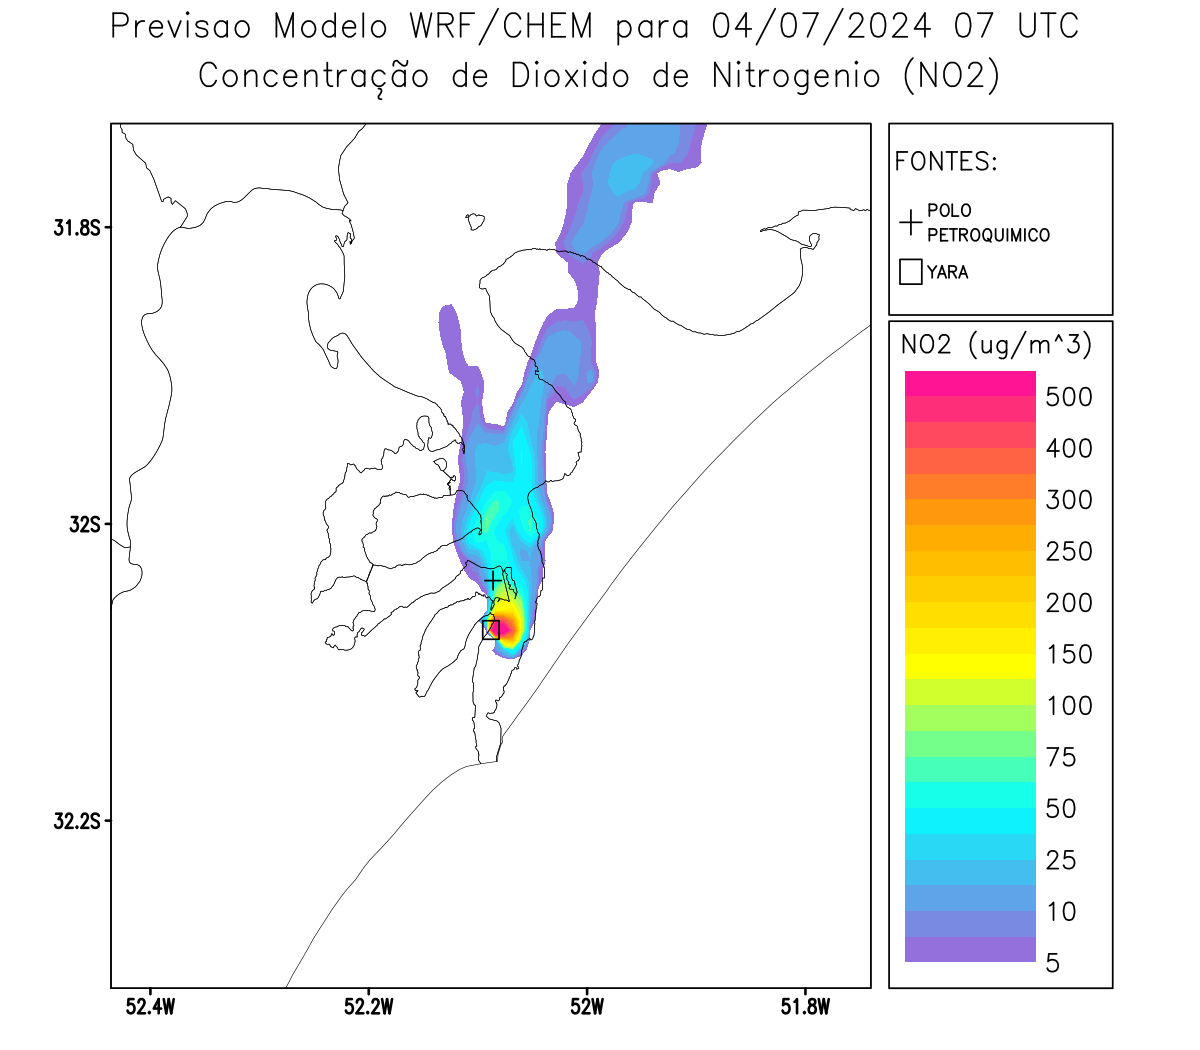 Previsao Modelo WRF/CHEM para 04/07/2024 07 UTC
Concentração de Dioxido de Nitrogenio (NO2)
FONTES:
POLO
PETROQUIMICO
YARA
NO2 (ug/m^3)
500
400
300
250
200
150
100
75
50
25
10
5
31.8S
32S
32.2S
52.4W
52.2W
52W
51.8W